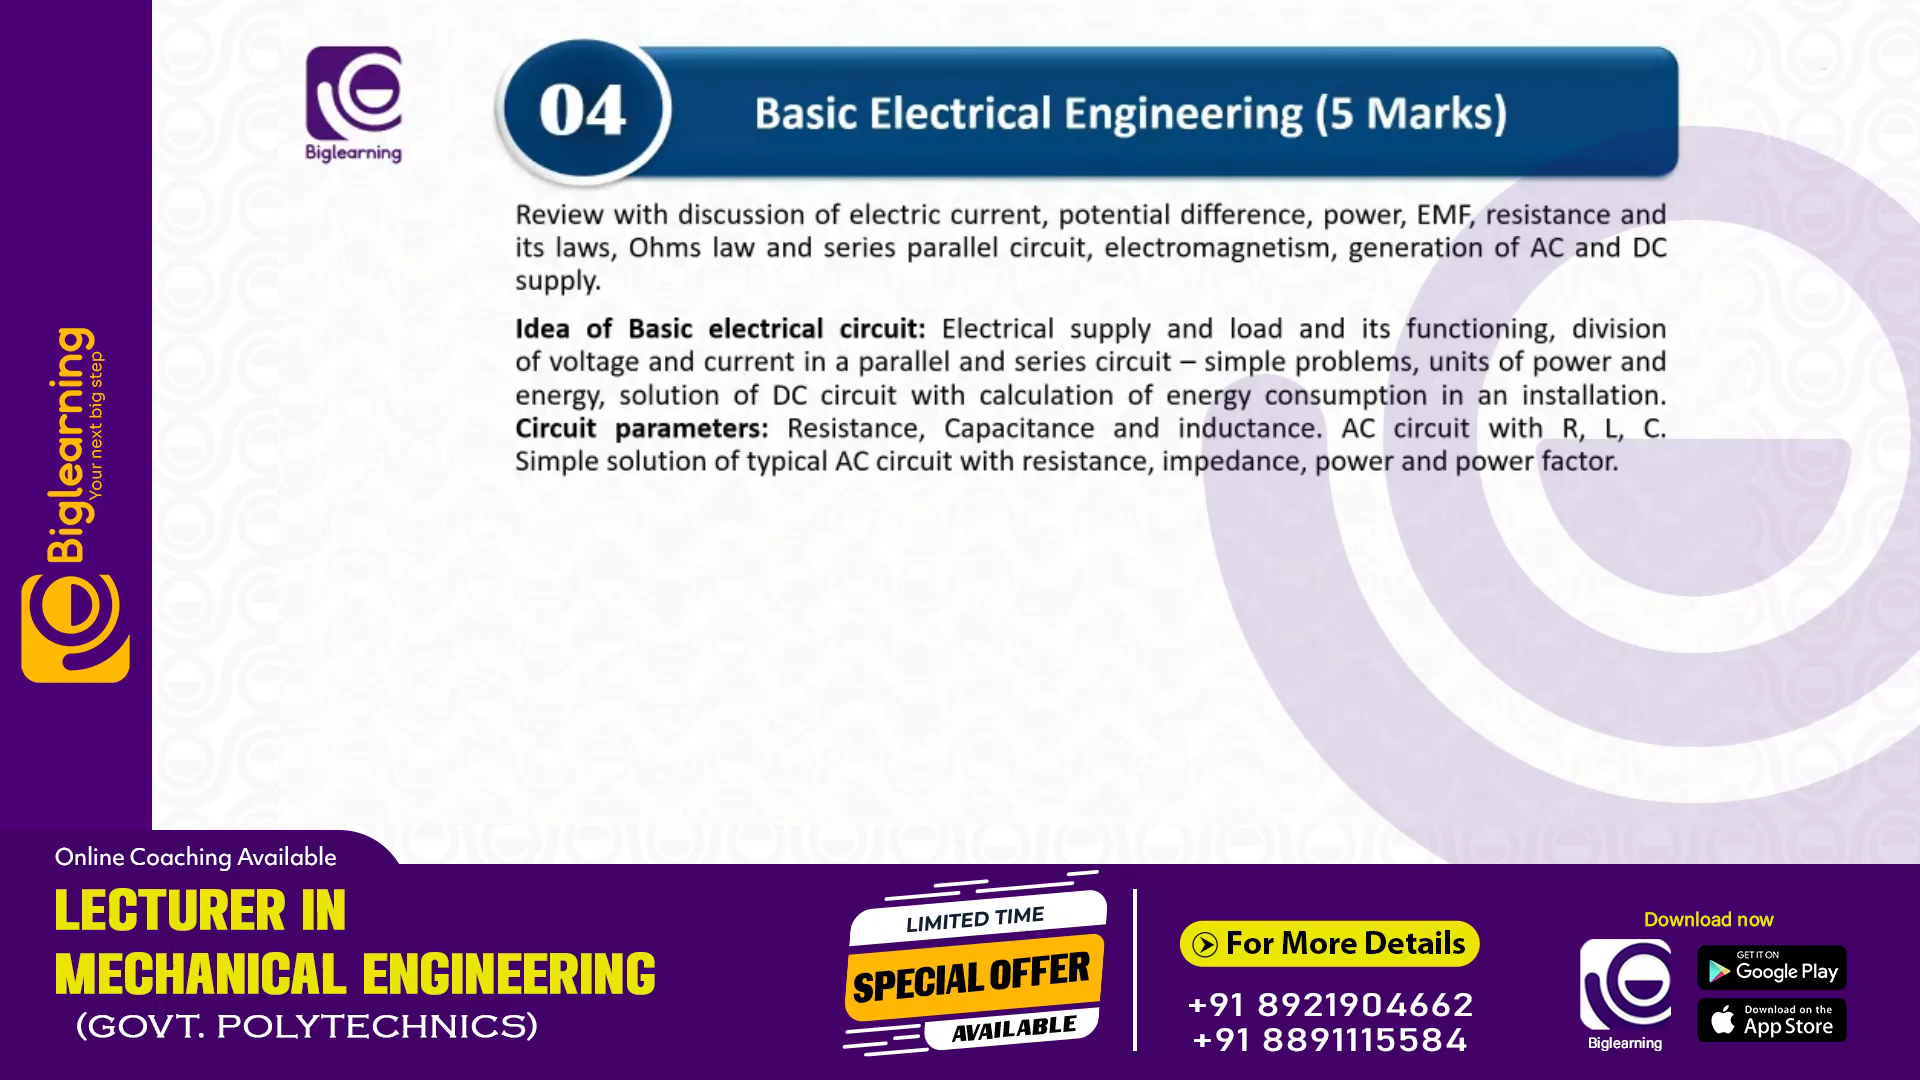 Biglearning
04
Basic Electrical Engineering (5 Marks)
Review with discussion of electric current, potential difference, power, EMF, resistance and
its laws, Ohms law and series parallel circuit, electromagnetism, generation of AC and DC
supply.
Idea of Basic electrical circuit: Electrical supply and load and its functioning, division
of voltage and current in a parallel and series circuit – simple problems, units of power and
energy, solution of DC circuit with calculation of energy consumption in an installation.
Circuit parameters: Resistance, Capacitance and inductance. AC circuit with R, L, C.
Simple solution of typical AC circuit with resistance, impedance, power and power factor.
Biglearning
Your next big step
Online Coaching Available
LECTURER IN
MECHANICAL ENGINEERING
(GOVT. POLYTECHNICS)
LIMITED TIME
SPECIAL OFFER
AVAILABLE
For More Details
+91 8921904662
+91 8891115584
Download now
Biglearning
GET IT ON
Google Play
Download on the
App Store